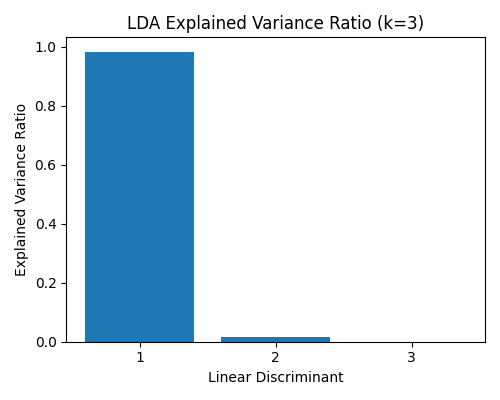 LDA Explained Variance Ratio (k=3)
1.0
0.8
0.6
0.4
0.2
0.0
Explained Variance Ratio
1 2 3
Linear Discriminant